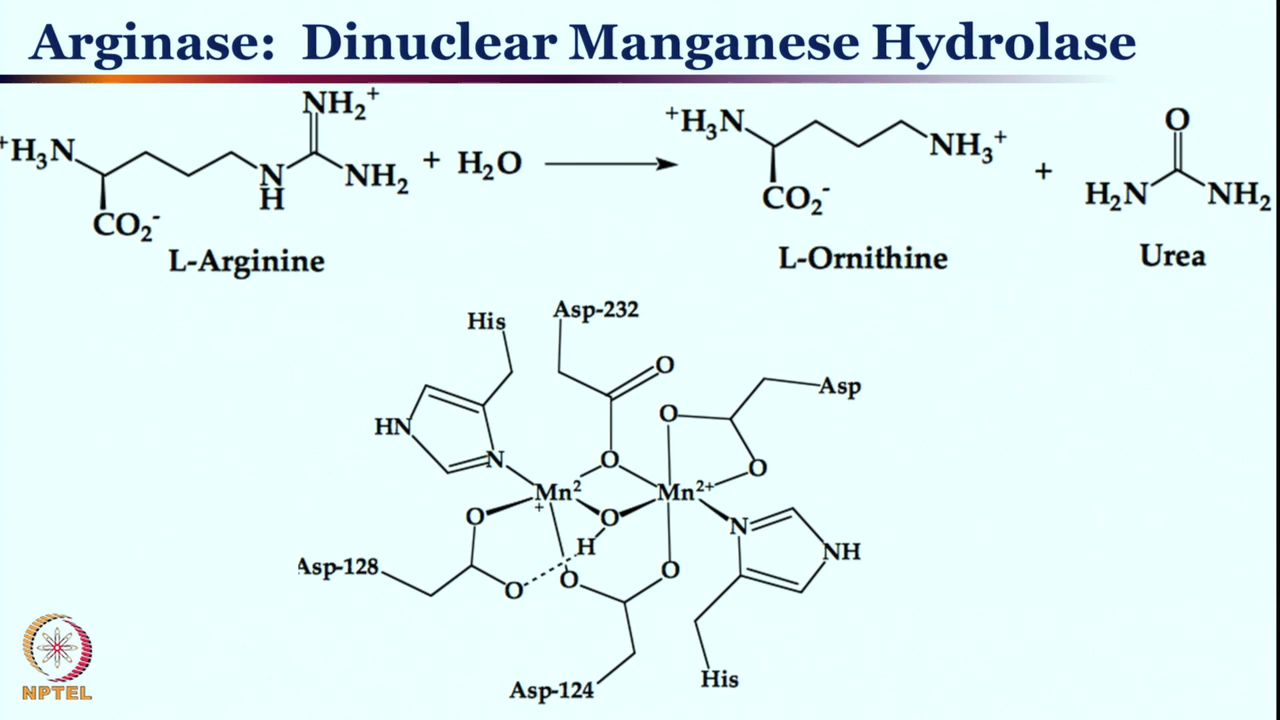 Arginase: Dinuclear Manganese Hydrolase
NH₂⁺
⁺H₃N
N
H
NH₂
CO₂⁻
+ H₂O
⁺H₃N
NH₃⁺
CO₂⁻
+
O
H₂N
NH₂
L-Arginine
L-Ornithine
Urea
His
Asp-232
O
Asp
HN
N
O
O
O
Mn²
+
Mn²⁺
O
O
H
N
NH
Asp-128
O
O
O
Asp-124
His
NPTEL